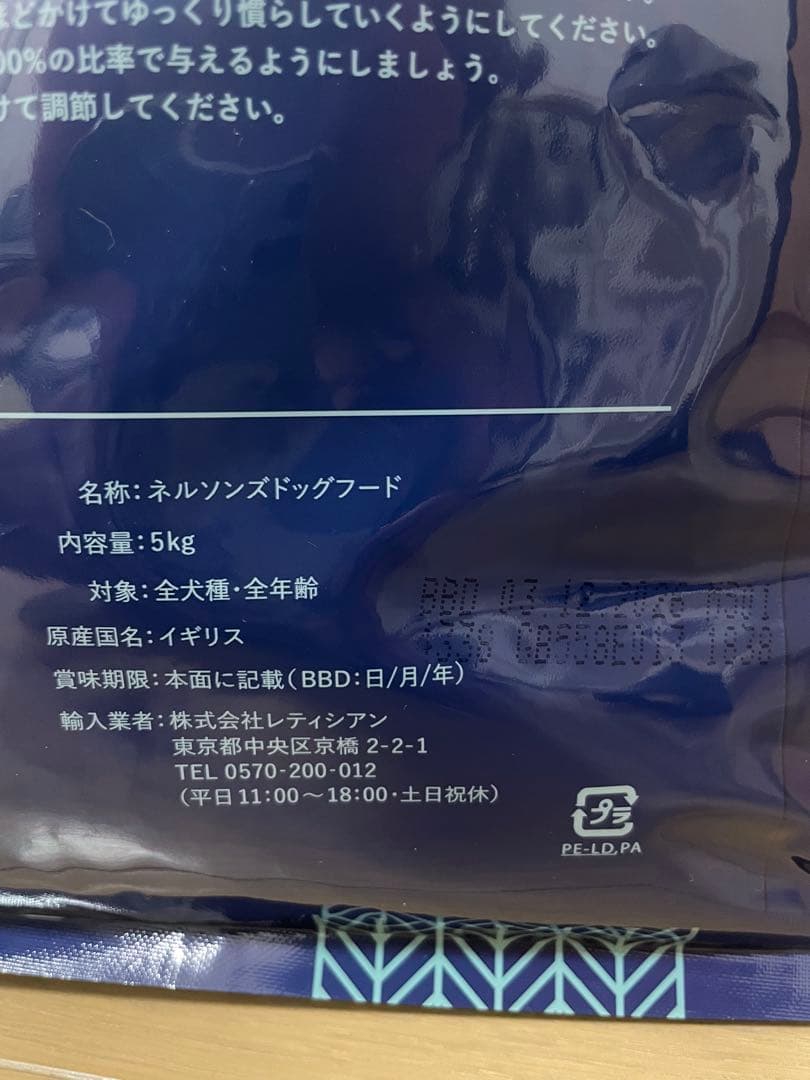 ほどかけてゆっくり慣らしていくようにしてください。
00%の比率で与えるようにしましょう。
けて調節してください。
名称：ネルソンズドッグフード
内容量：5kg
対象：全犬種・全年齢
BBD 03 12 2026
原産国名：イギリス
賞味期限：本面に記載（BBD：日/月/年）
輸入業者：株式会社レティシアン
東京都中央区京橋 2-2-1
TEL 0570-200-012
（平日11:00～18:00・土日祝休）
プラ
PE-LD,PA